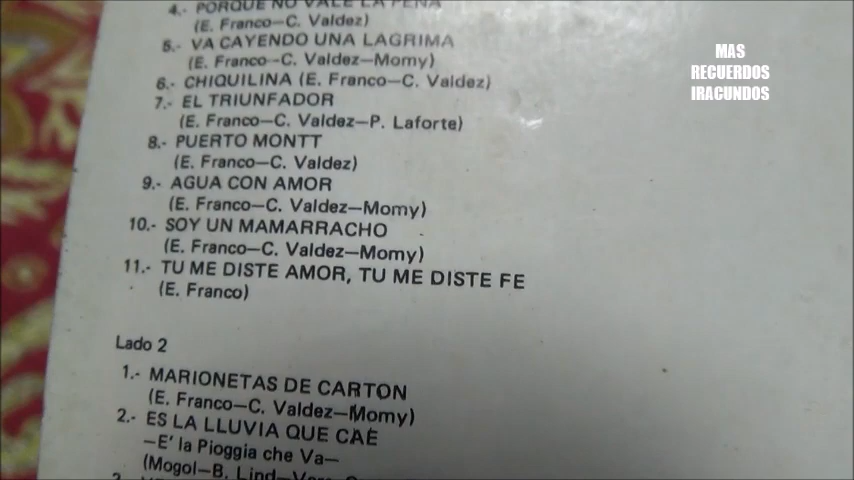 4.- PORQUE NO VALE LA PENA
(E. Franco-C. Valdez)
5.- VA CAYENDO UNA LAGRIMA
(E. Franco-C. Valdez-Momy)
6.- CHIQUILINA (E. Franco-C. Valdez)
7.- EL TRIUNFADOR
(E. Franco-C. Valdez-P. Laforte)
8.- PUERTO MONTT
(E. Franco-C. Valdez)
9.- AGUA CON AMOR
(E. Franco-C. Valdez-Momy)
10.- SOY UN MAMARRACHO
(E. Franco-C. Valdez-Momy)
11.- TU ME DISTE AMOR, TU ME DISTE FE
(E. Franco)
Lado 2
1.- MARIONETAS DE CARTON
(E. Franco-C. Valdez-Momy)
2.- ES LA LLUVIA QUE CAE
-E' la Pioggia che Va-
(Mogol-B. Lind-
MAS
RECUERDOS
IRACUNDOS